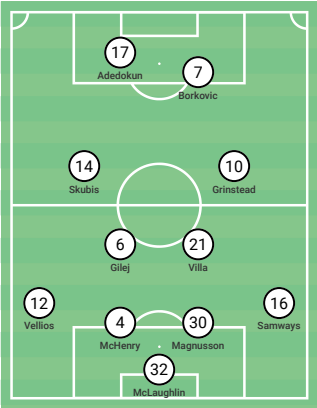 17
Adedokun
7
Borkovic
14
Skubis
10
Grinstead
6
Gilej
21
Villa
12
Vellios
16
Samways
4
McHenry
30
Magnusson
32
McLaughlin